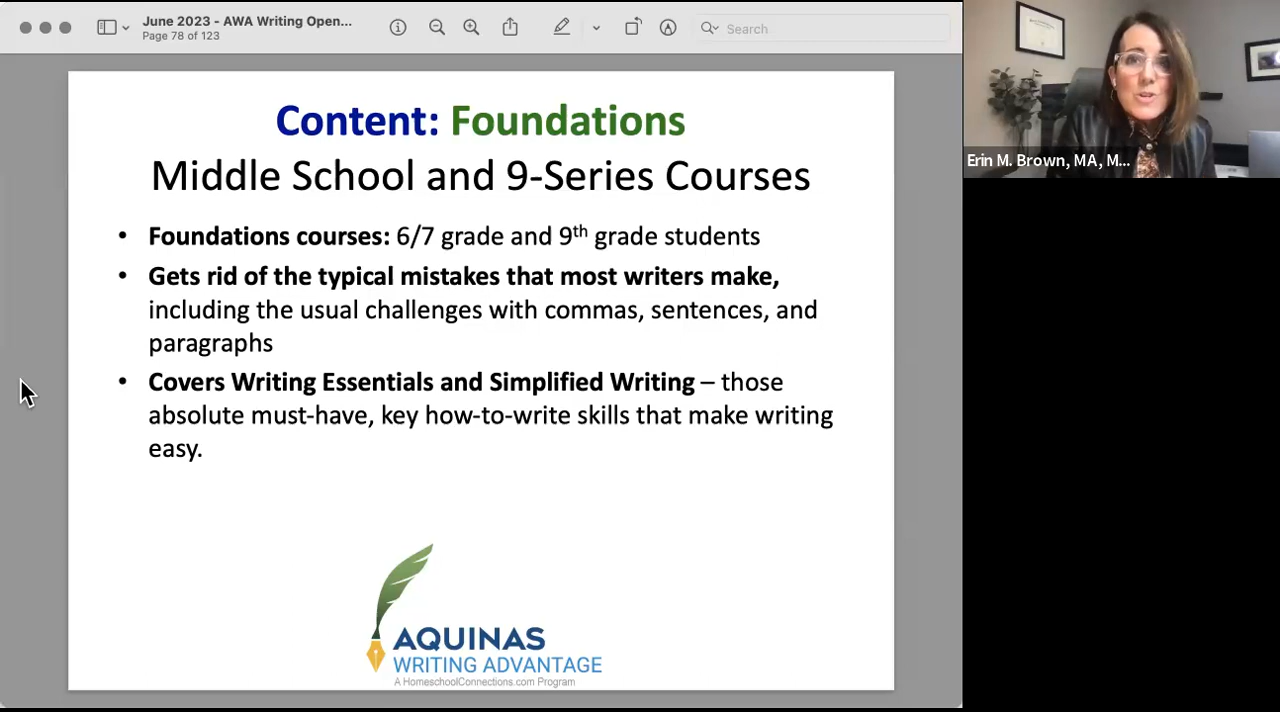 June 2023 - AWA Writing Open...
Page 78 of 123
Search
Content: Foundations
Middle School and 9-Series Courses
• Foundations courses: 6/7 grade and 9th grade students
• Gets rid of the typical mistakes that most writers make,
including the usual challenges with commas, sentences, and
paragraphs
• Covers Writing Essentials and Simplified Writing – those
absolute must-have, key how-to-write skills that make writing
easy.
AQUINAS
WRITING ADVANTAGE
A HomeschoolConnections.com Program
Erin M. Brown, MA, M...